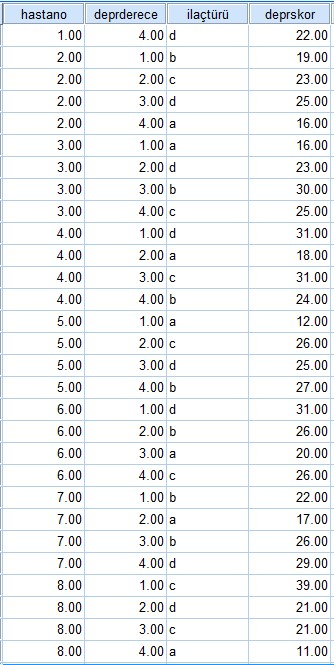 hastano deprderece ilaçtürü deprskor
1.00 4.00 d 22.00
2.00 1.00 b 19.00
2.00 2.00 c 23.00
2.00 3.00 d 25.00
2.00 4.00 a 16.00
3.00 1.00 a 16.00
3.00 2.00 d 23.00
3.00 3.00 b 30.00
3.00 4.00 c 25.00
4.00 1.00 d 31.00
4.00 2.00 a 18.00
4.00 3.00 c 31.00
4.00 4.00 b 24.00
5.00 1.00 a 12.00
5.00 2.00 c 26.00
5.00 3.00 d 25.00
5.00 4.00 b 27.00
6.00 1.00 d 31.00
6.00 2.00 b 26.00
6.00 3.00 a 20.00
6.00 4.00 c 26.00
7.00 1.00 b 22.00
7.00 2.00 a 17.00
7.00 3.00 b 26.00
7.00 4.00 d 29.00
8.00 1.00 c 39.00
8.00 2.00 d 21.00
8.00 3.00 c 21.00
8.00 4.00 a 11.00